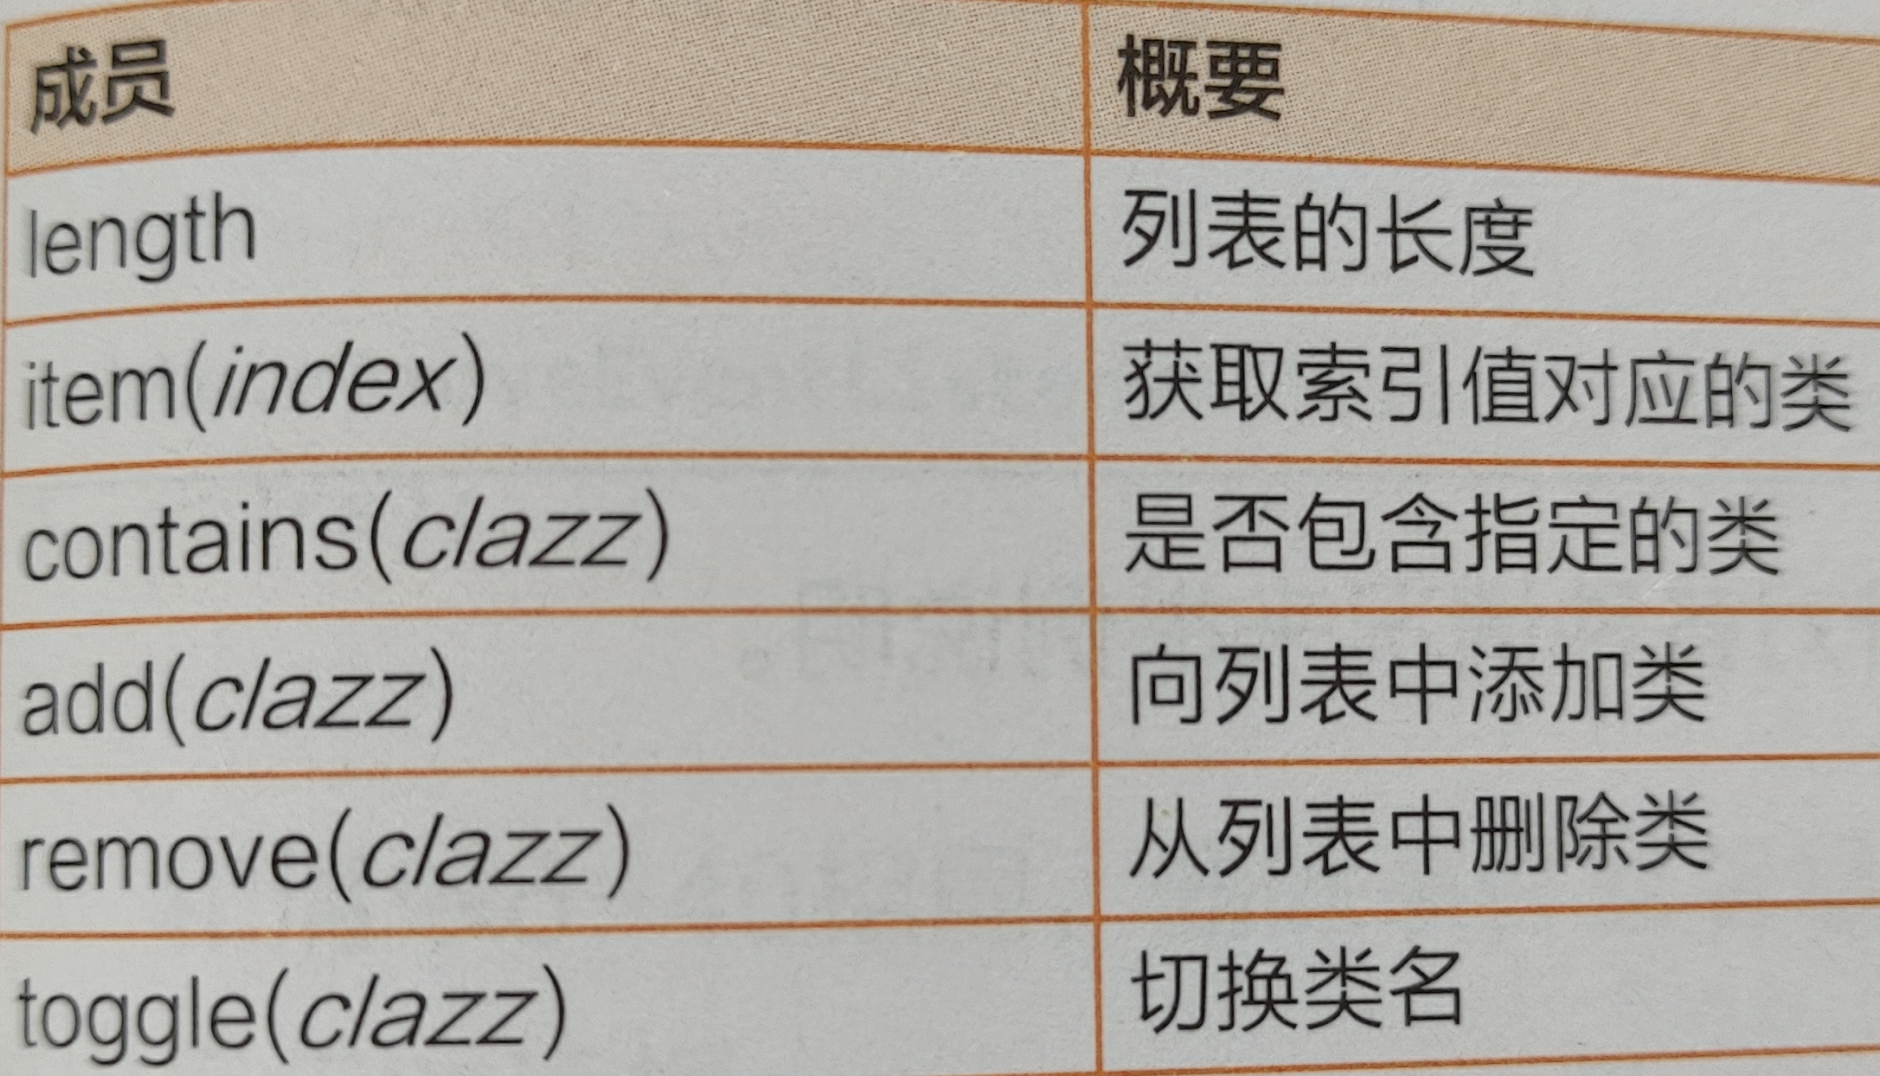 成员 概要
length 列表的长度
item(index) 获取索引值对应的类
contains(clazz) 是否包含指定的类
add(clazz) 向列表中添加类
remove(clazz) 从列表中删除类
toggle(clazz) 切换类名